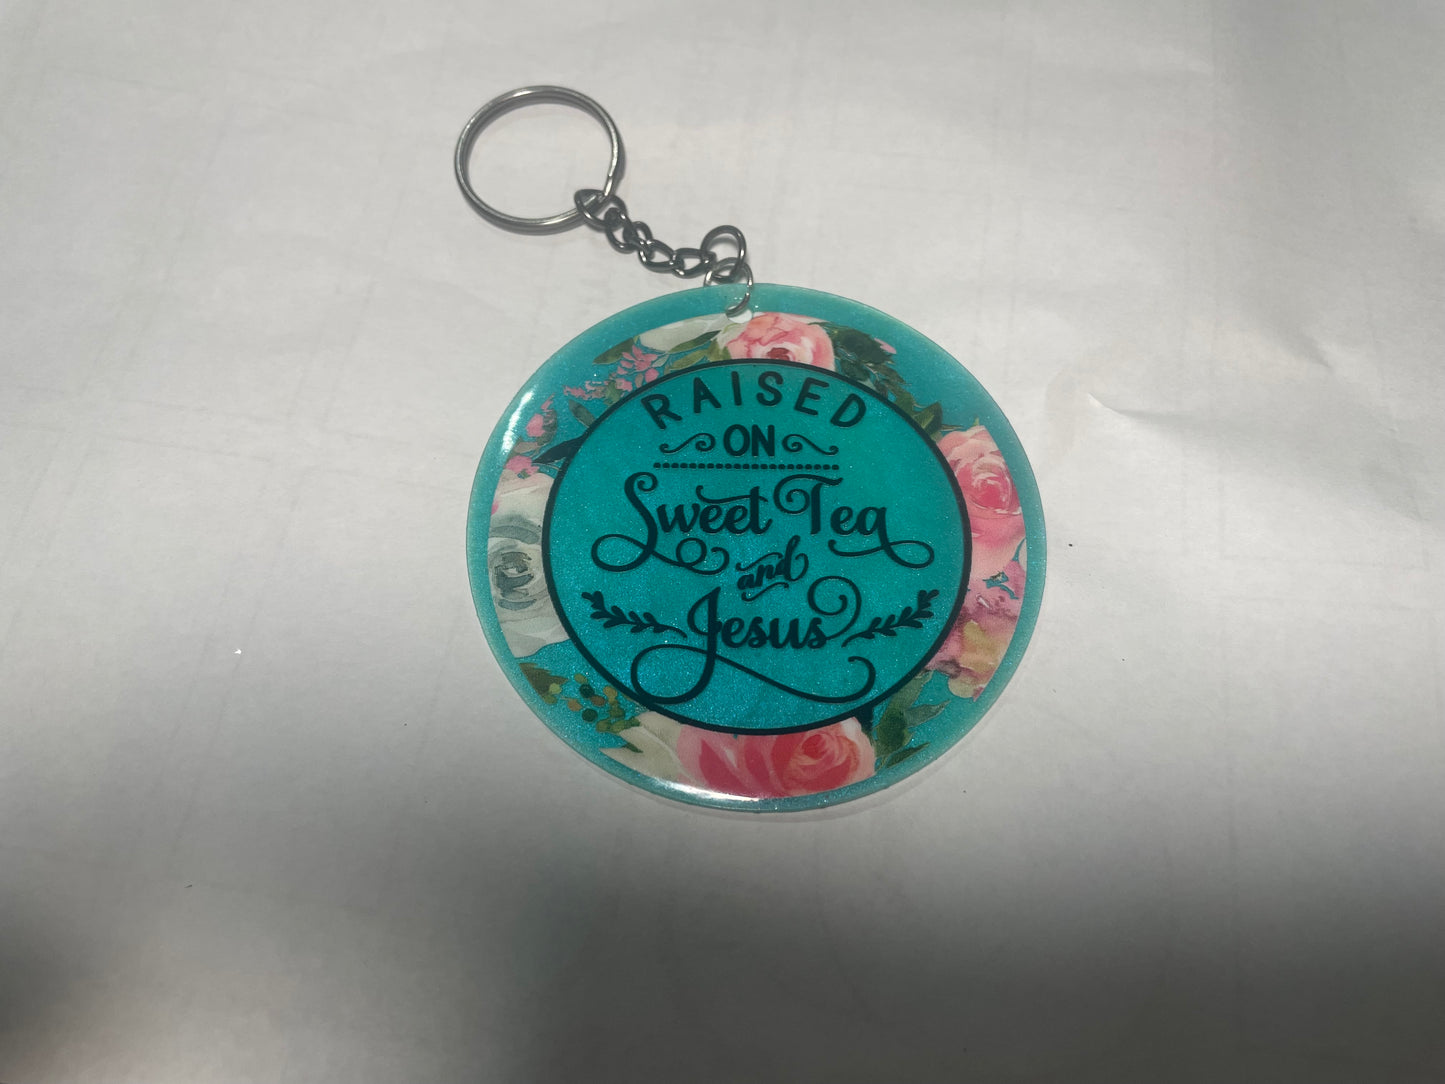 RAISED
ON
Sweet Tea
and
Jesus